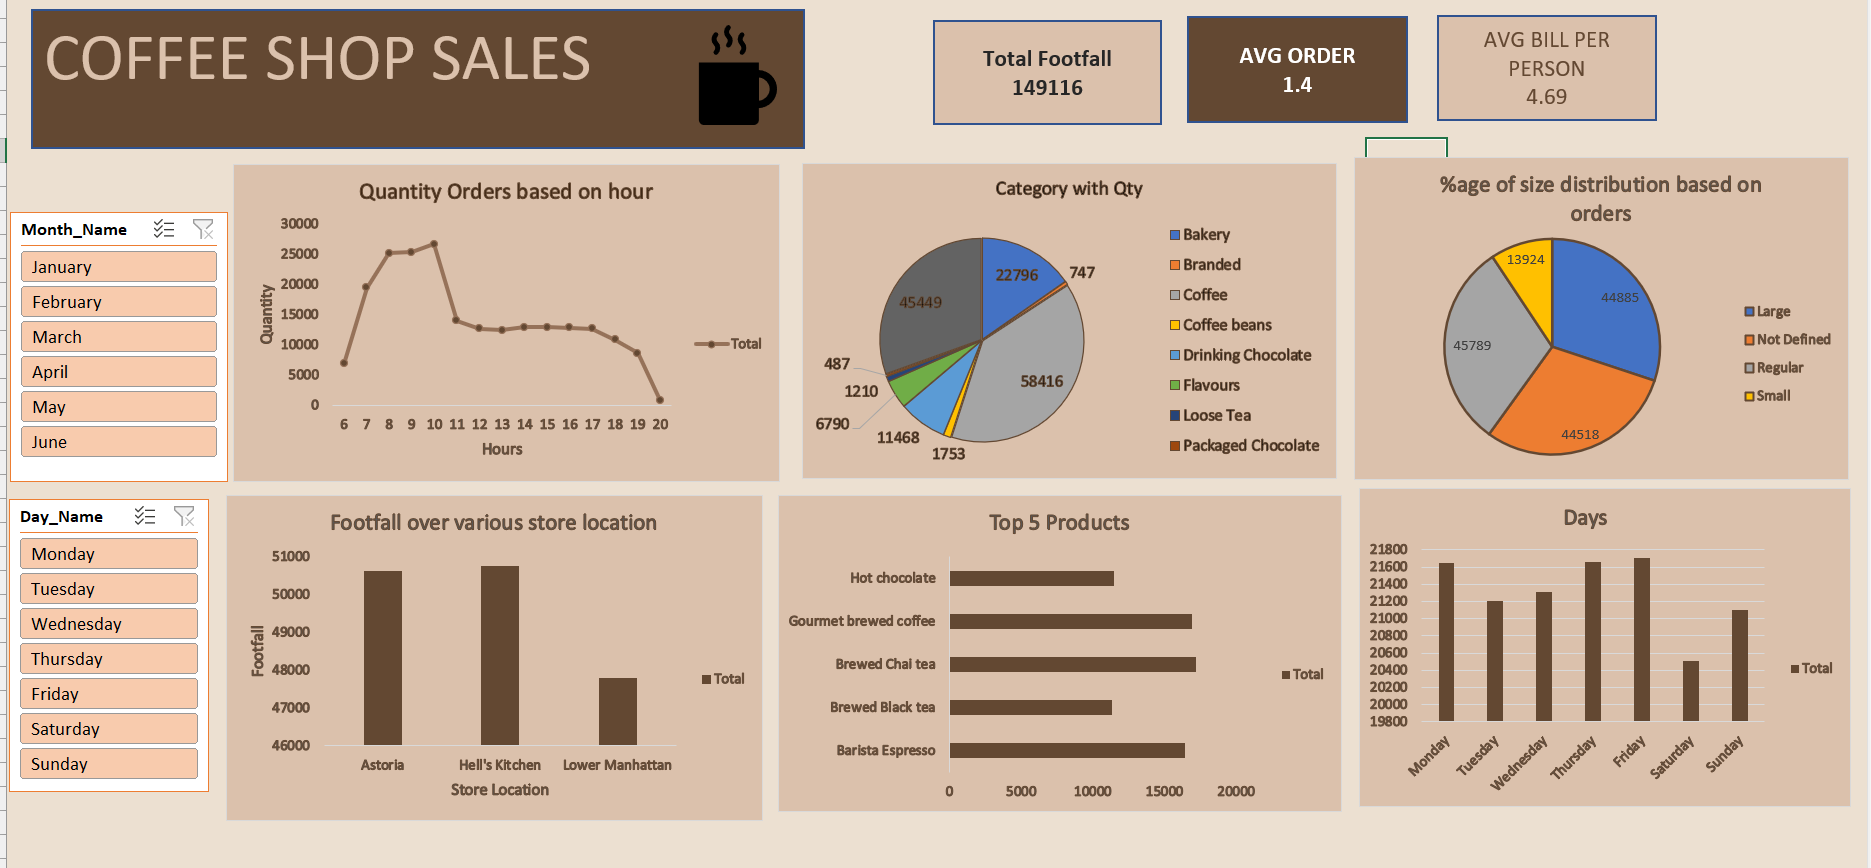 COFFEE SHOP SALES
Total Footfall
149116
AVG ORDER
1.4
AVG BILL PER
PERSON
4.69
Month_Name
January
February
March
April
May
June
Quantity Orders based on hour
30000
25000
20000
15000
10000
5000
0
Quantity
6 7 8 9 10 11 12 13 14 15 16 17 18 19 20
Hours
Total
Category with Qty
22796
747
45449
58416
487
1210
6790
11468
1753
Bakery
Branded
Coffee
Coffee beans
Drinking Chocolate
Flavours
Loose Tea
Packaged Chocolate
%age of size distribution based on
orders
13924
44885
45789
44518
Large
Not Defined
Regular
Small
Day_Name
Monday
Tuesday
Wednesday
Thursday
Friday
Saturday
Sunday
Footfall over various store location
51000
50000
49000
48000
47000
46000
Footfall
Astoria Hell's Kitchen Lower Manhattan
Store Location
Total
Top 5 Products
Hot chocolate
Gourmet brewed coffee
Brewed Chai tea
Brewed Black tea
Barista Espresso
0 5000 10000 15000 20000
Total
Days
21800
21600
21400
21200
21000
20800
20600
20400
20200
20000
19800
Monday Tuesday Wednesday Thursday Friday Saturday Sunday
Total